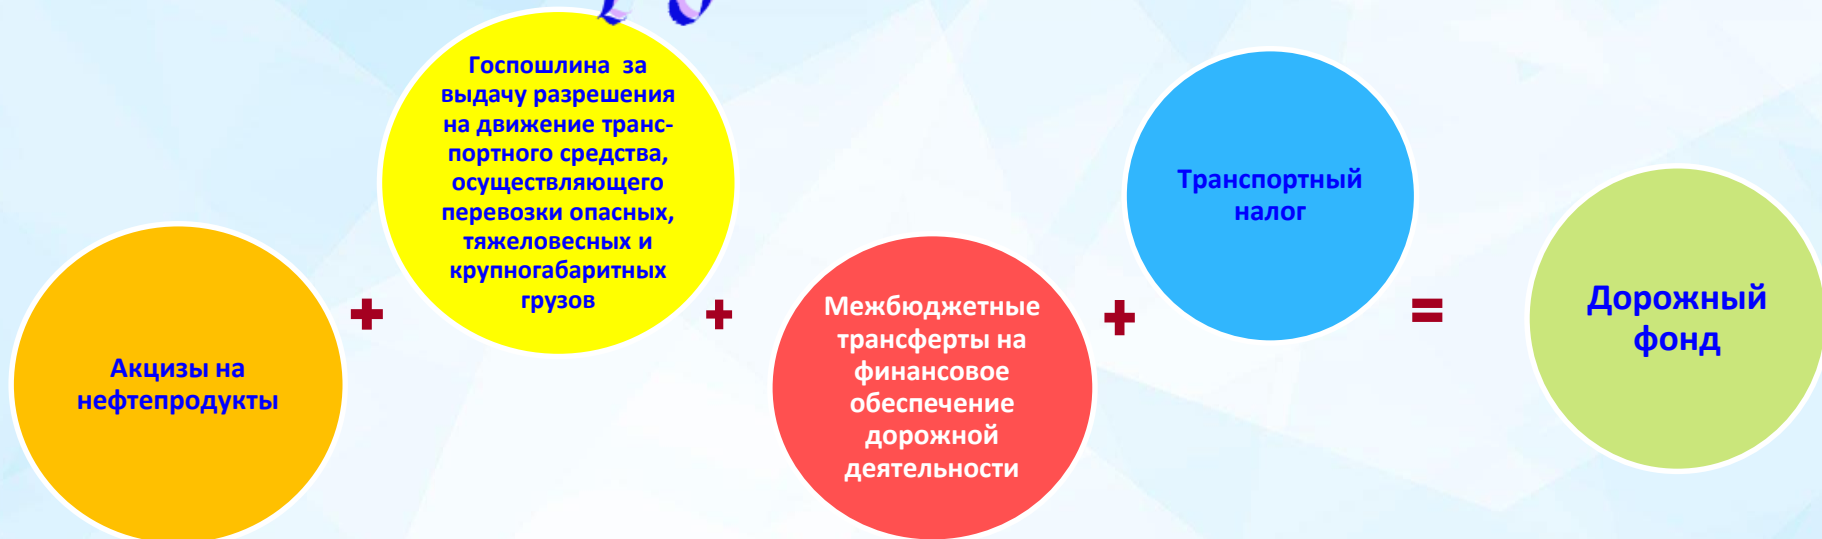 Акцизы на
нефтепродукты
+
Госпошлина за
выдачу разрешения
на движение транс-
портного средства,
осуществляющего
перевозки опасных,
тяжеловесных и
крупногабаритных
грузов
+
Межбюджетные
трансферты на
финансовое
обеспечение
дорожной
деятельности
+
Транспортный
налог
=
Дорожный
фонд